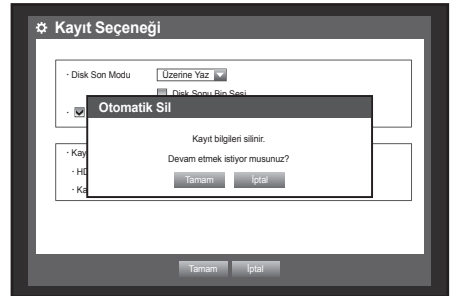 Kayıt Seçeneği
· Disk Son Modu Üzerine Yaz
Disk Sonu Bip Sesi
Otomatik Sil
Kayıt bilgileri silinir.
Devam etmek istiyor musunuz?
Tamam İptal
Tamam İptal